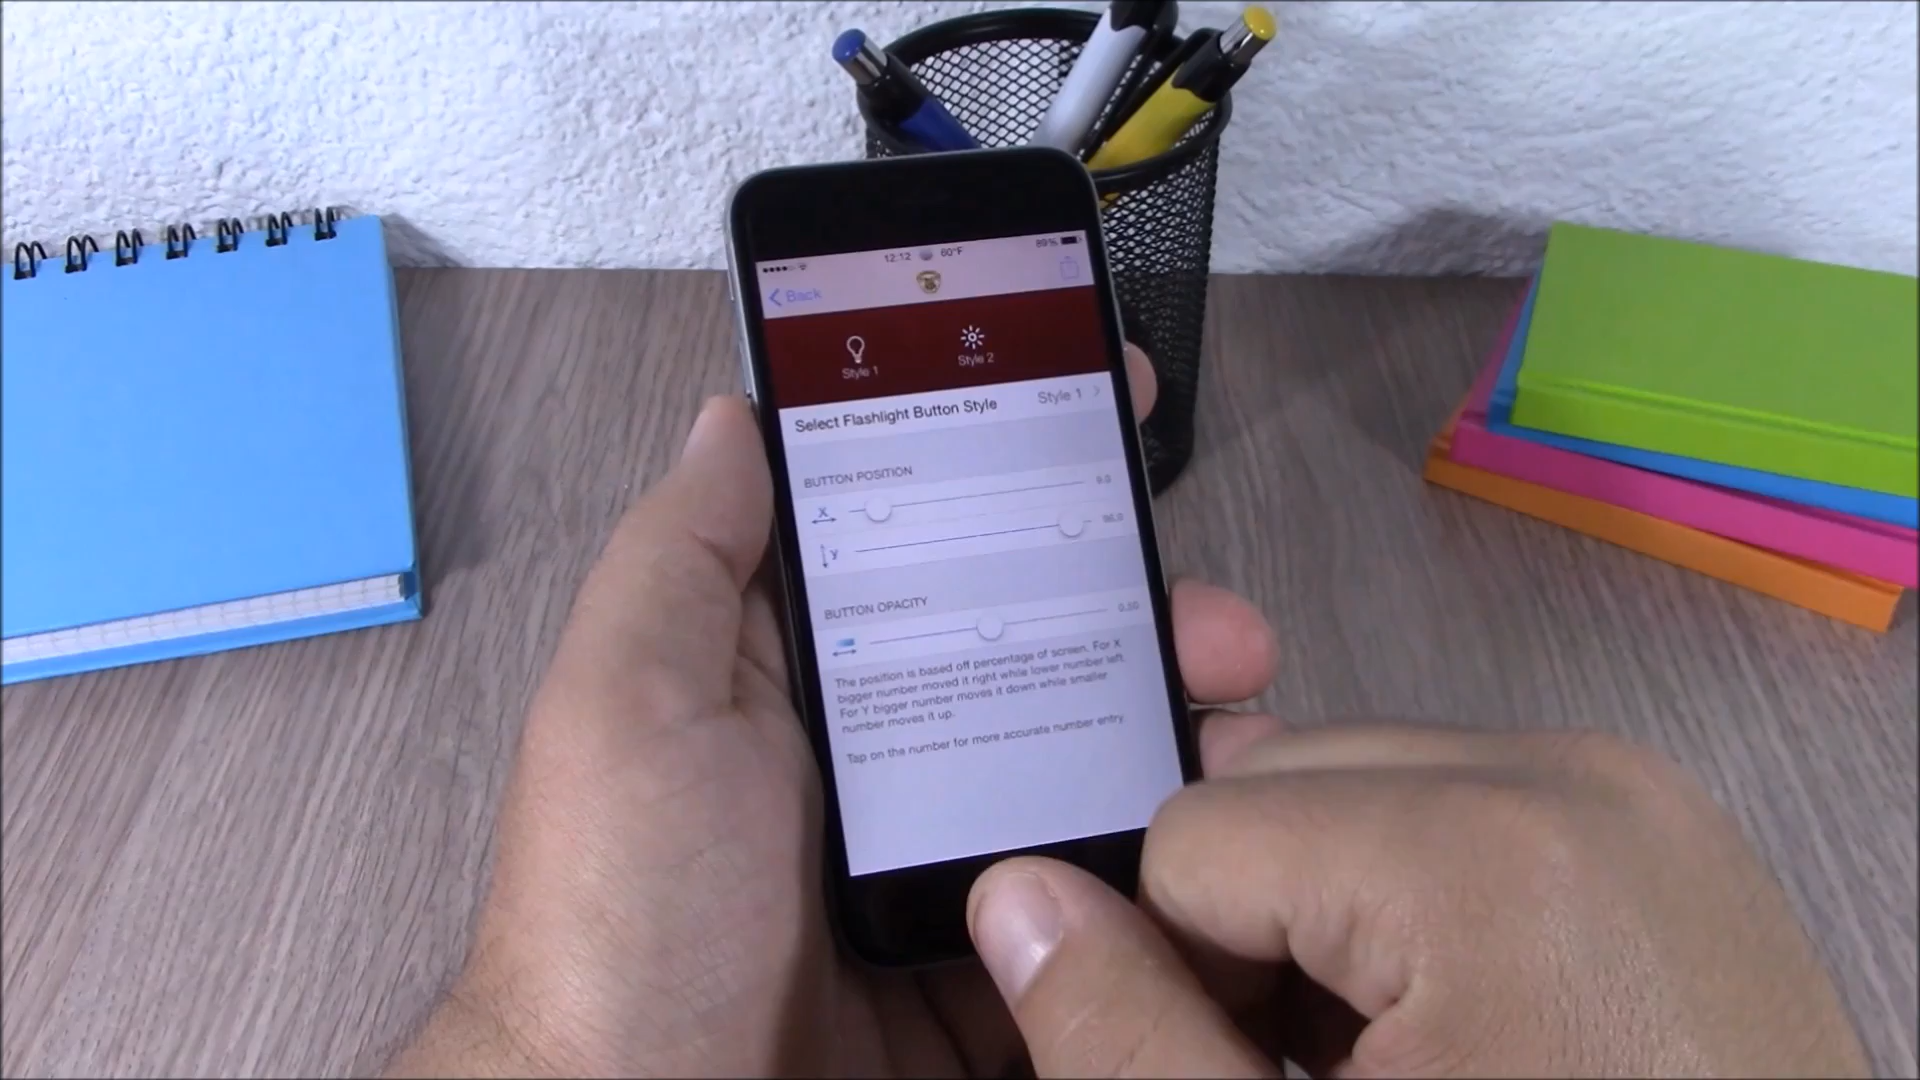 12:12 60°F 89%
Back
Style 1 Style 2
Select Flashlight Button Style Style 1
BUTTON POSITION
X 9.0
y 86.0
BUTTON OPACITY
0.50
The position is based off percentage of screen. For X
bigger number moved it right while lower number left.
For Y bigger number moves it down while smaller
number moves it up.
Tap on the number for more accurate number entry.